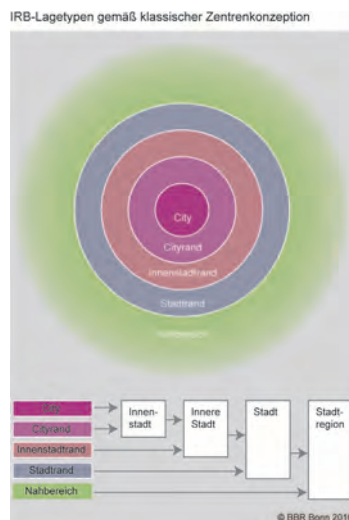 IRB-Lagetypen gemäß klassischer Zentrenkonzeption
City
Cityrand
Innenstadtrand
Stadtrand
Nahbereich
City
Cityrand
Innenstadtrand
Stadtrand
Nahbereich
Innen-
stadt
Innere
Stadt
Stadt
Stadt-
region
© BBR Bonn 2010